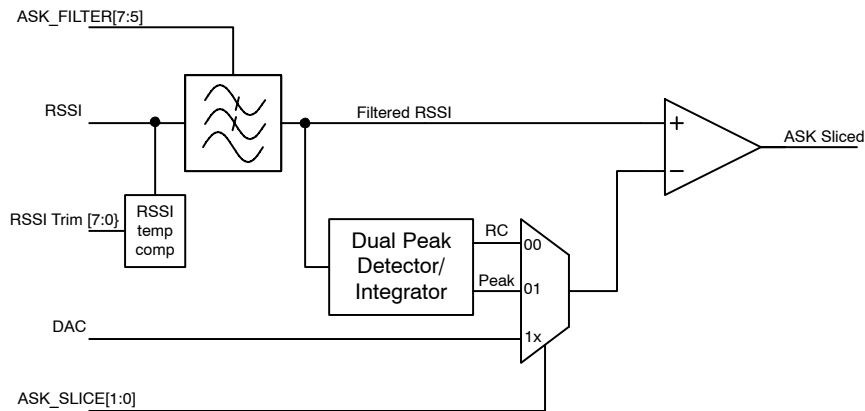 ASK_FILTER[7:5]
RSSI
Filtered RSSI
+
ASK Sliced
−
RSSI Trim [7:0}
RSSI
temp
comp
Dual Peak
Detector/
Integrator
RC
00
Peak
01
DAC
1x
ASK_SLICE[1:0]